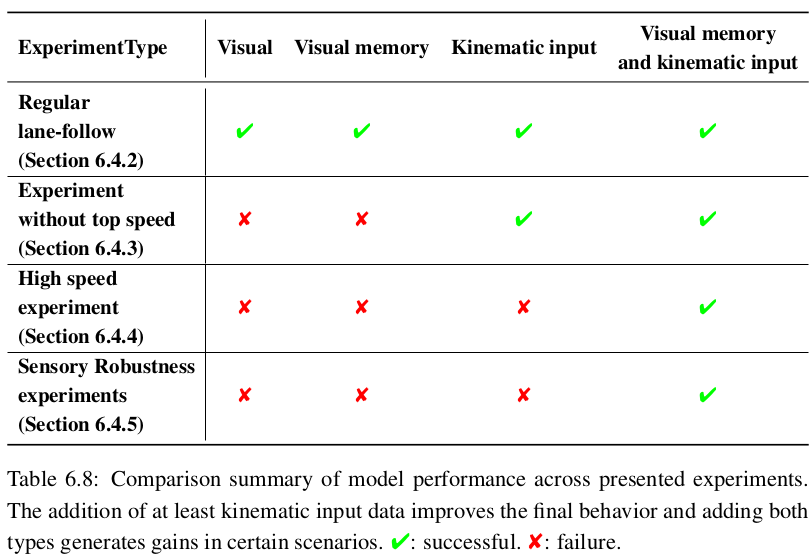 ExperimentType Visual Visual memory Kinematic input Visual memory and kinematic input
Regular
lane-follow
(Section 6.4.2) ✔ ✔ ✔ ✔
Experiment
without top speed
(Section 6.4.3) ✘ ✘ ✔ ✔
High speed
experiment
(Section 6.4.4) ✘ ✘ ✘ ✔
Sensory Robustness
experiments
(Section 6.4.5) ✘ ✘ ✘ ✔
Table 6.8: Comparison summary of model performance across presented experiments.
The addition of at least kinematic input data improves the final behavior and adding both
types generates gains in certain scenarios. ✔: successful. ✘: failure.